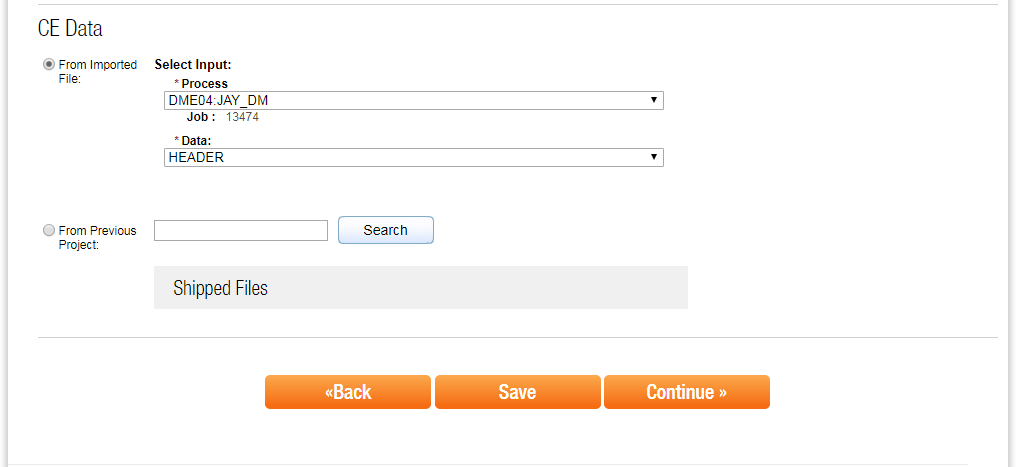 CE Data
From Imported File:
Select Input:
* Process
DME04:JAY_DM
Job : 13474
* Data:
HEADER
From Previous Project:
Search
Shipped Files
«Back
Save
Continue »